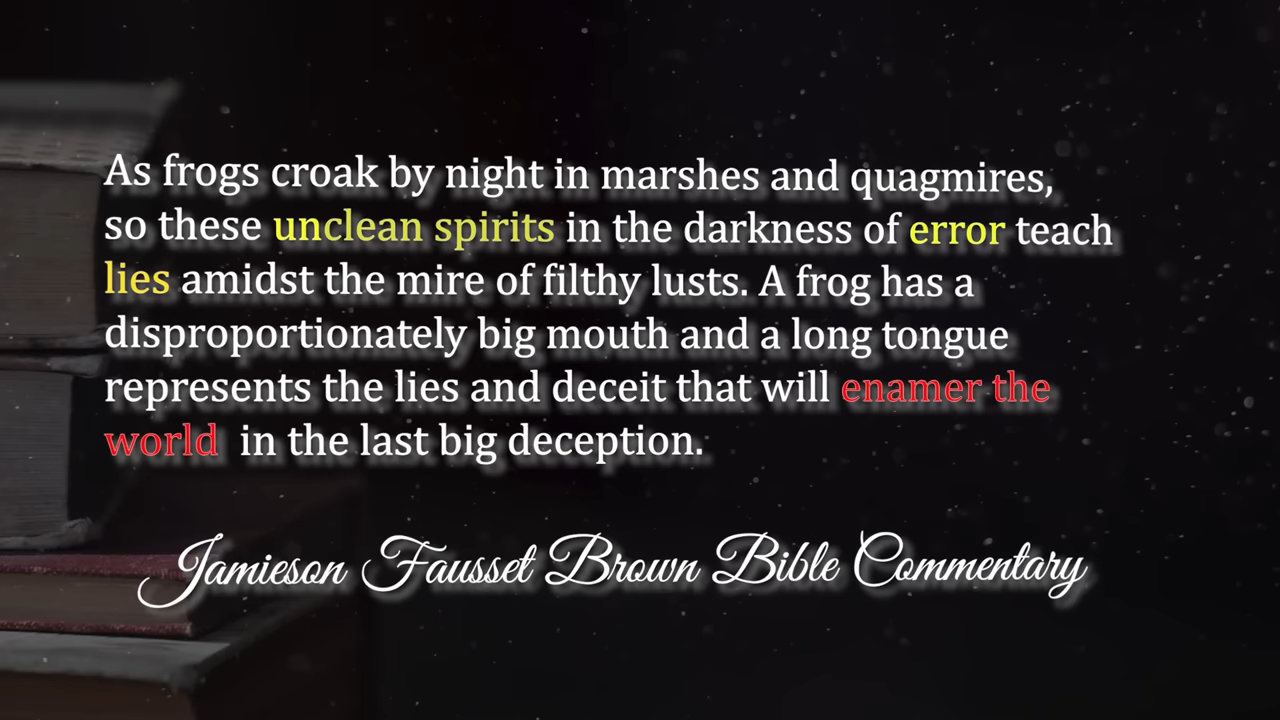 As frogs croak by night in marshes and quagmires,
so these unclean spirits in the darkness of error teach
lies amidst the mire of filthy lusts. A frog has a
disproportionately big mouth and a long tongue
represents the lies and deceit that will enamer the
world in the last big deception.
Jamieson Fausset Brown Bible Commentary